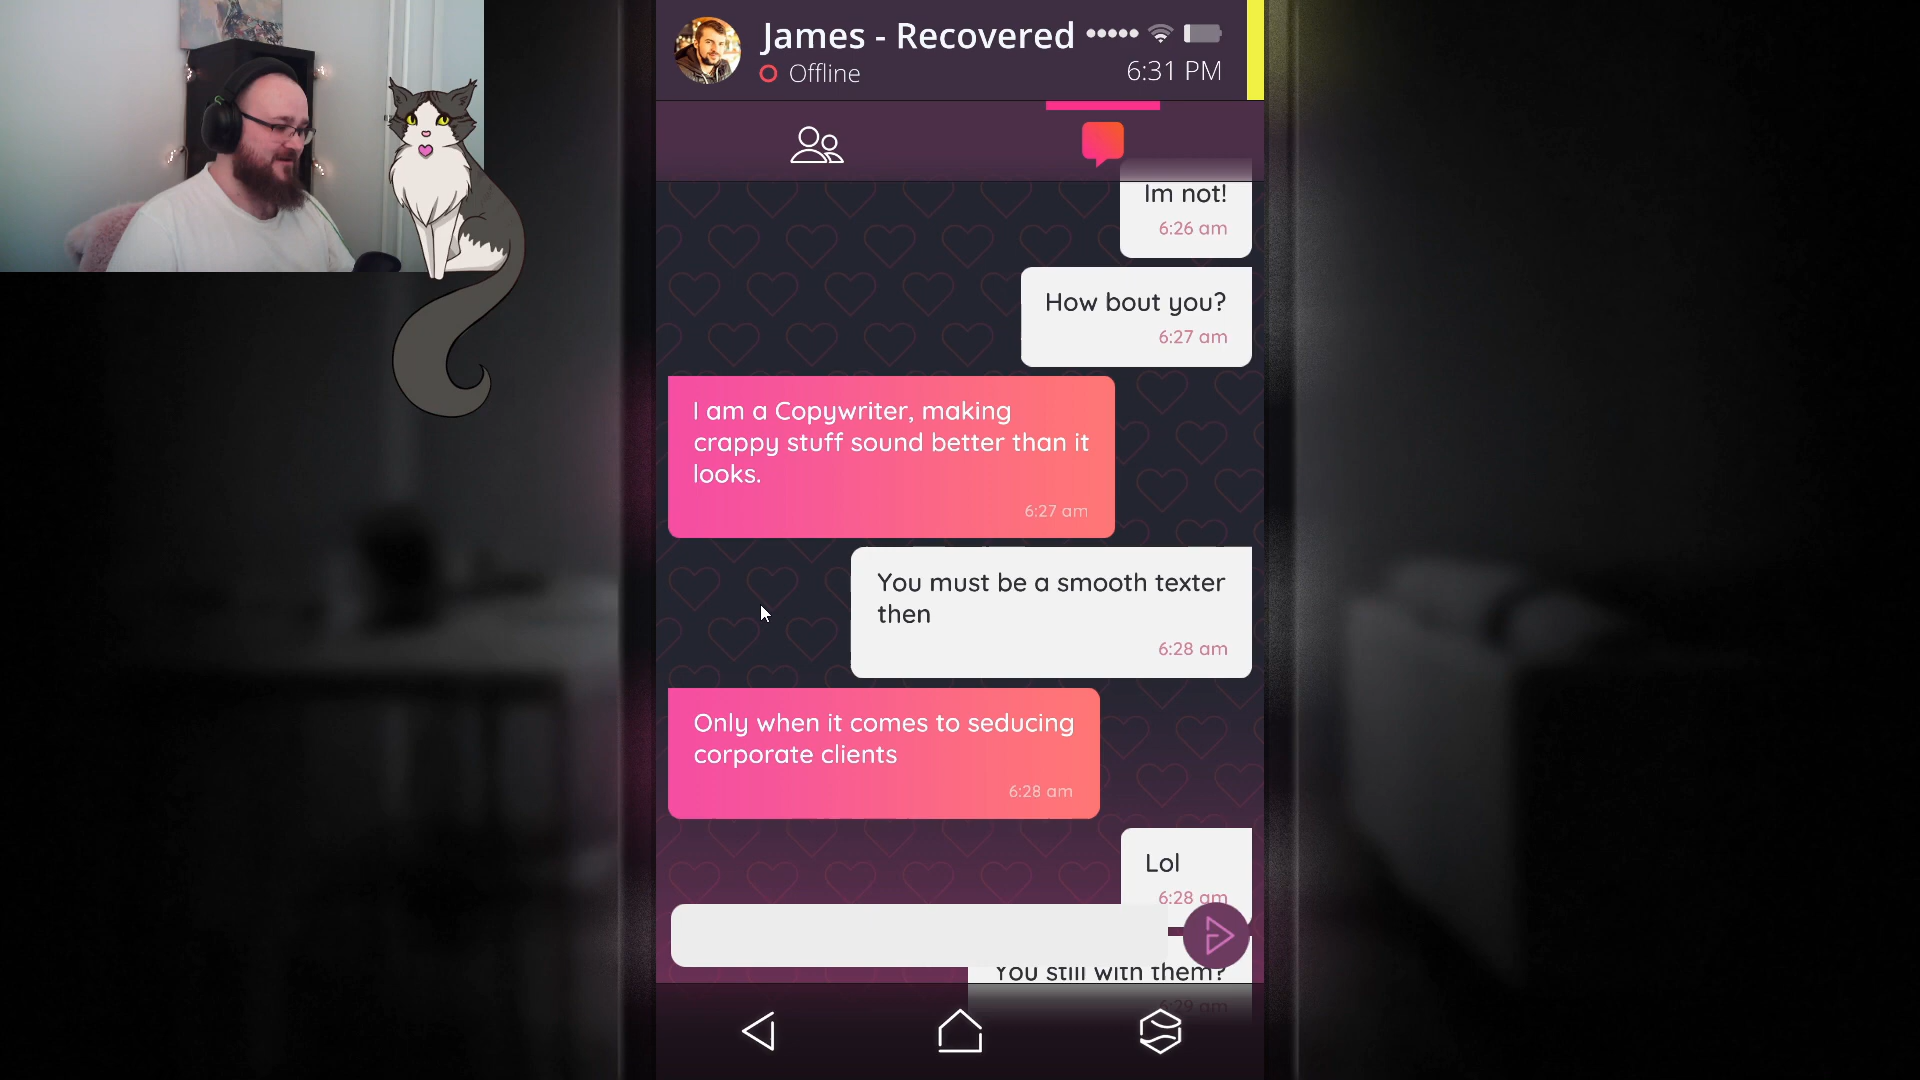 James - Recovered
Offline
6:31 PM
Im not!
6:26 am
How bout you?
6:27 am
I am a Copywriter, making
crappy stuff sound better than it
looks.
6:27 am
You must be a smooth texter
then
6:28 am
Only when it comes to seducing
corporate clients
6:28 am
Lol
6:28 am
You still with them?
6:29 am